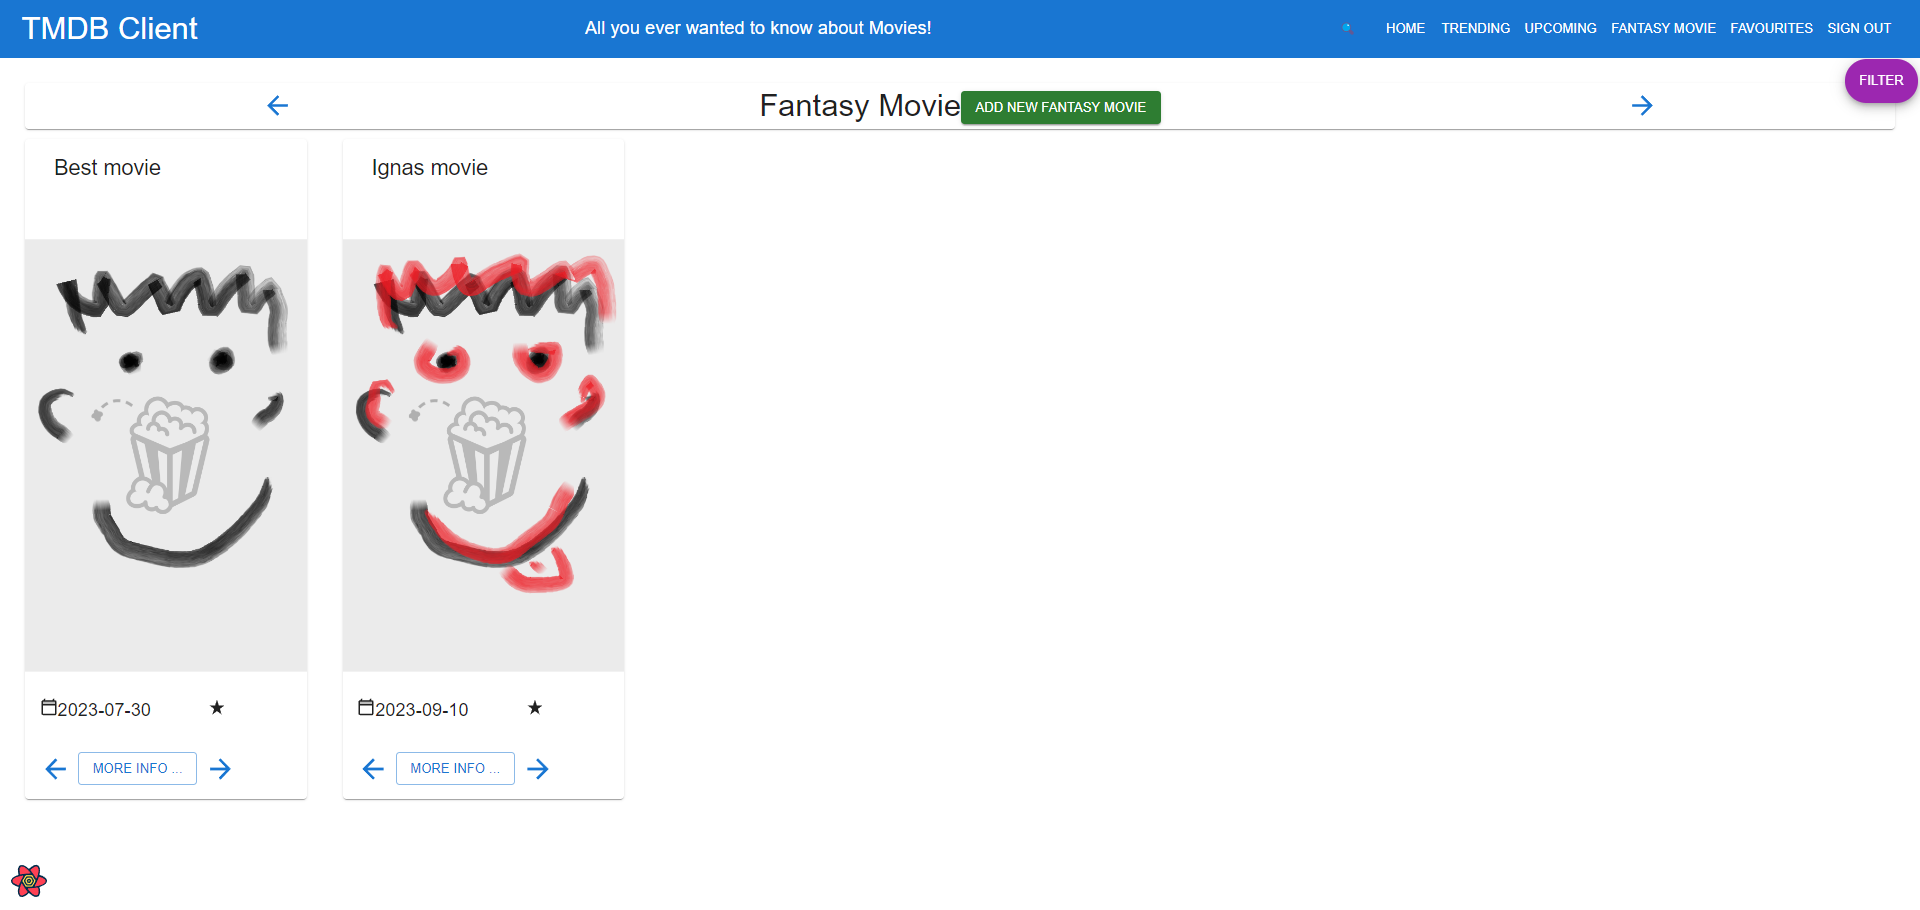 TMDB Client
All you ever wanted to know about Movies!
HOME TRENDING UPCOMING FANTASY MOVIE FAVOURITES SIGN OUT
FILTER
Fantasy Movie ADD NEW FANTASY MOVIE
Best movie
2023-07-30
MORE INFO ...
Ignas movie
2023-09-10
MORE INFO ...